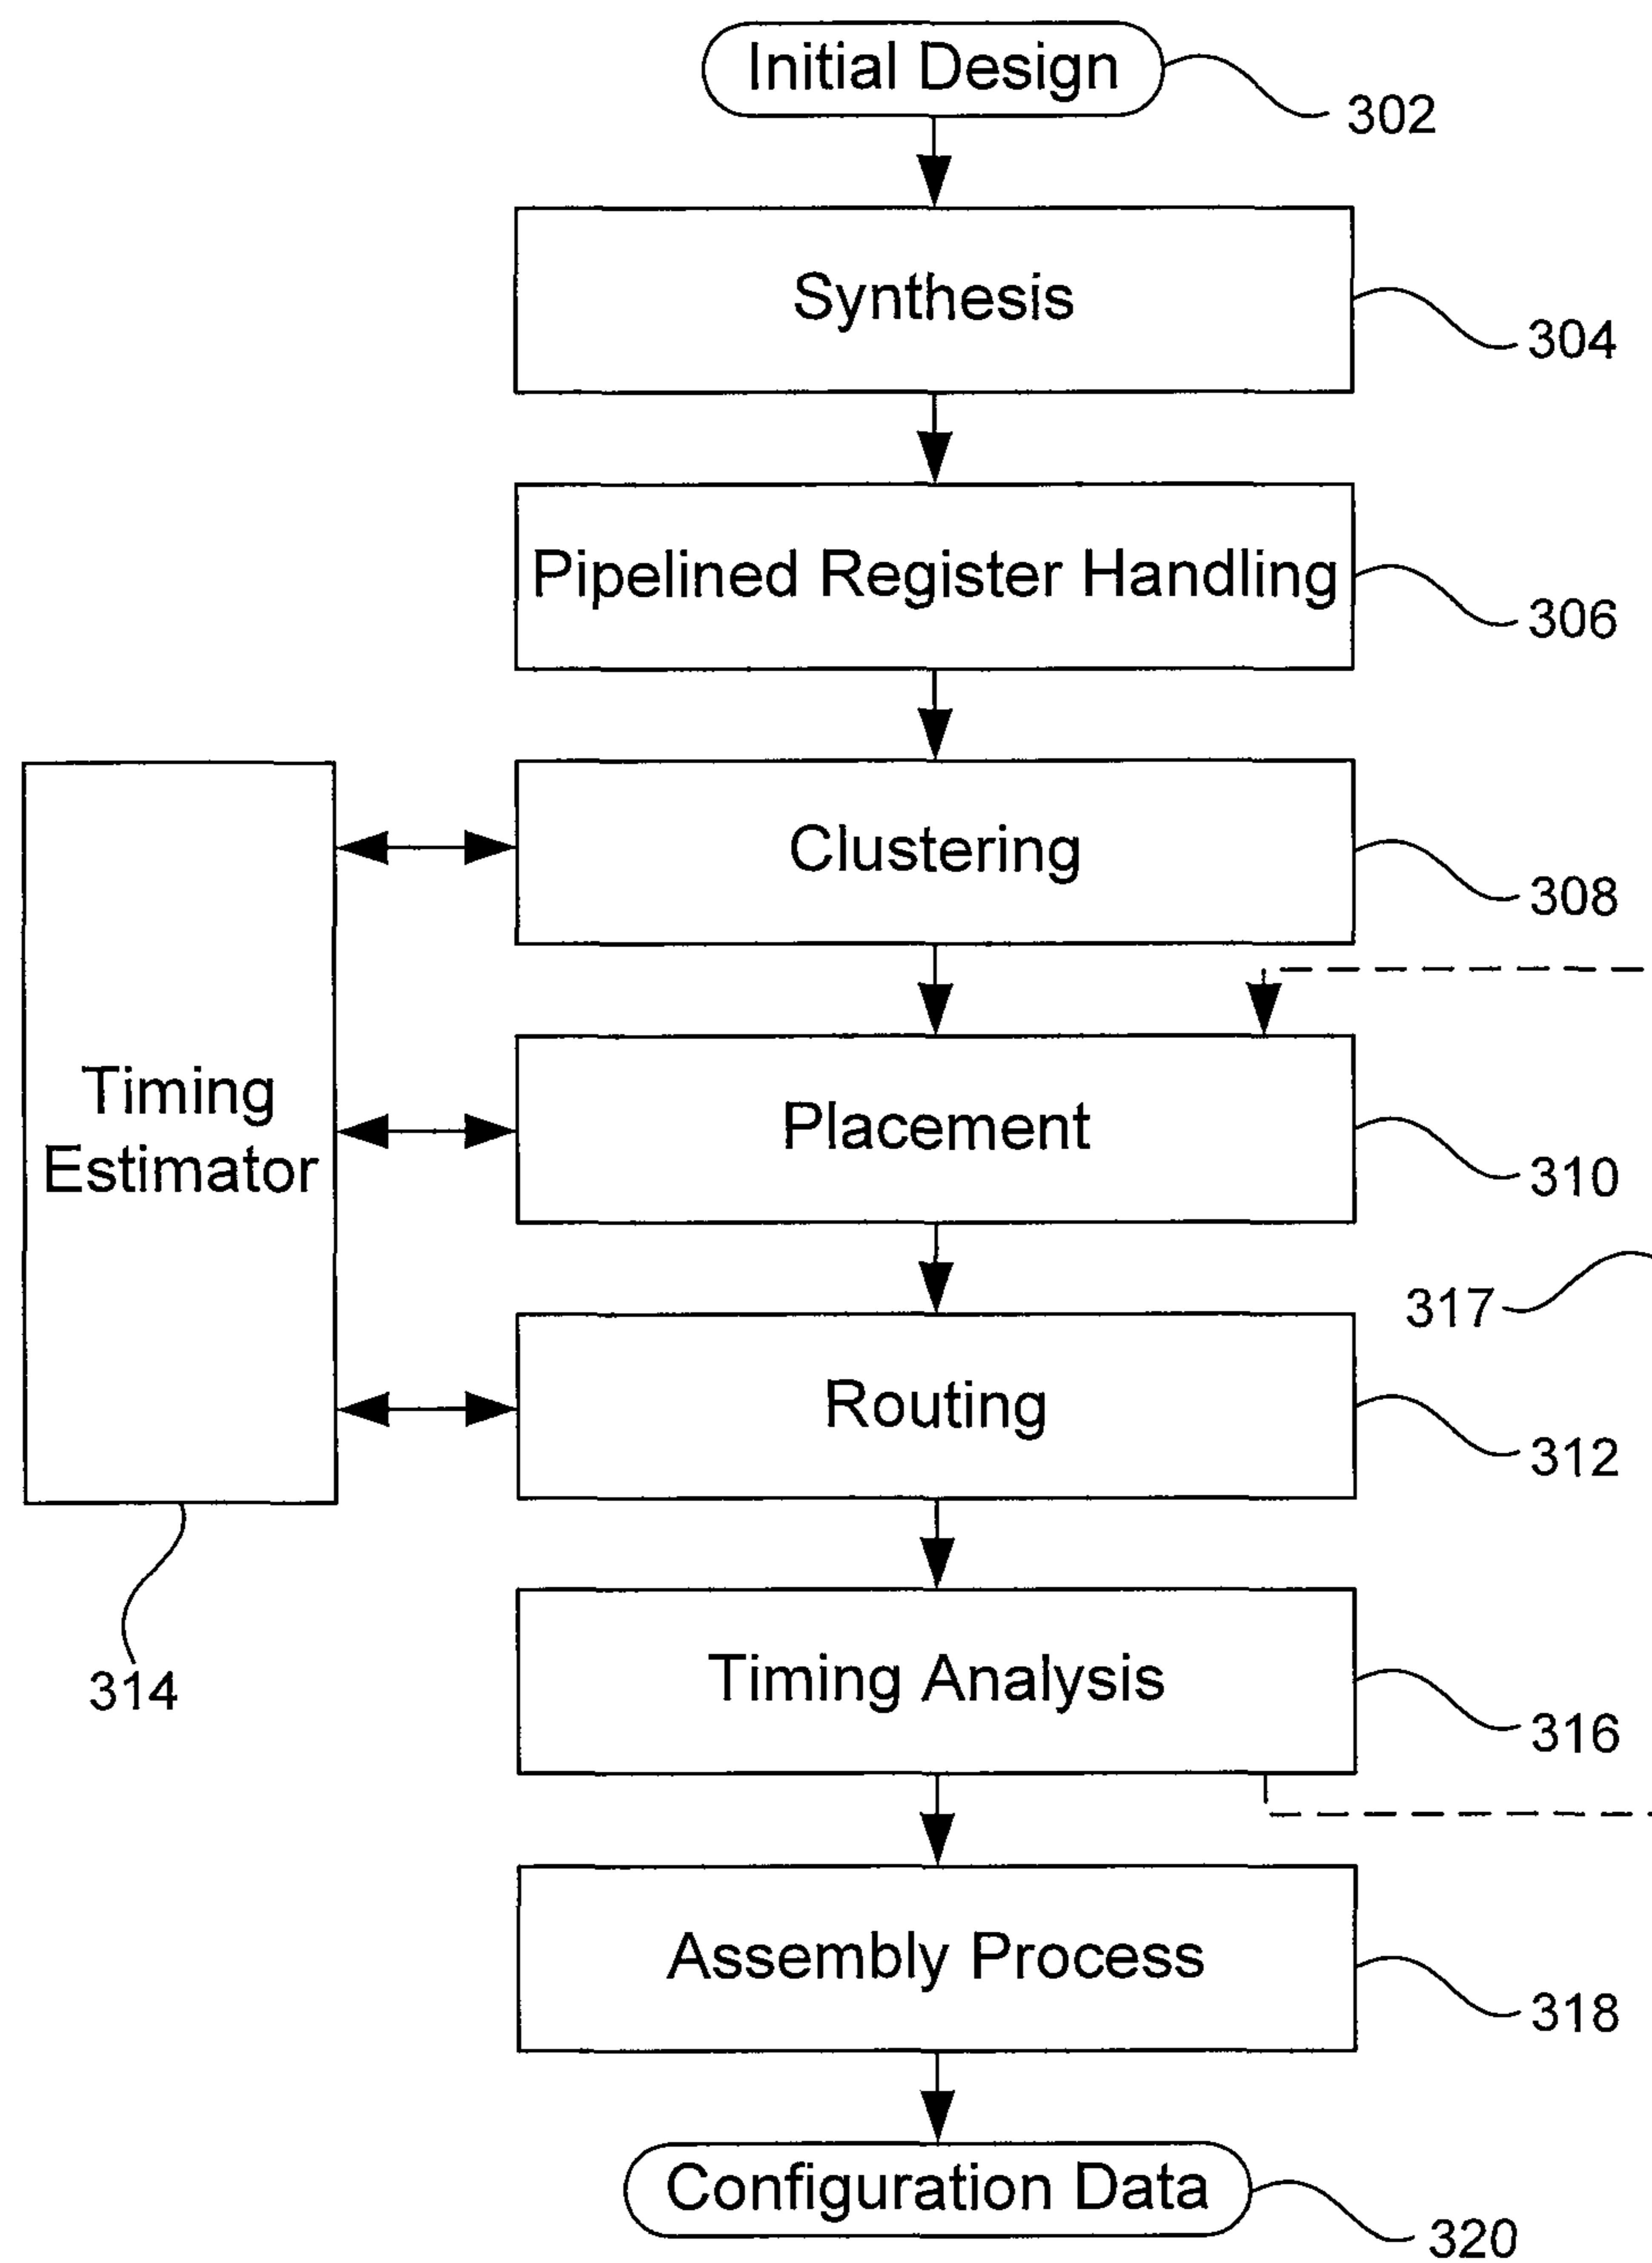 Initial Design
302
Synthesis
304
Pipelined Register Handling
306
Clustering
308
Timing
Estimator
Placement
310
317
Routing
312
314
Timing Analysis
316
Assembly Process
318
Configuration Data
320